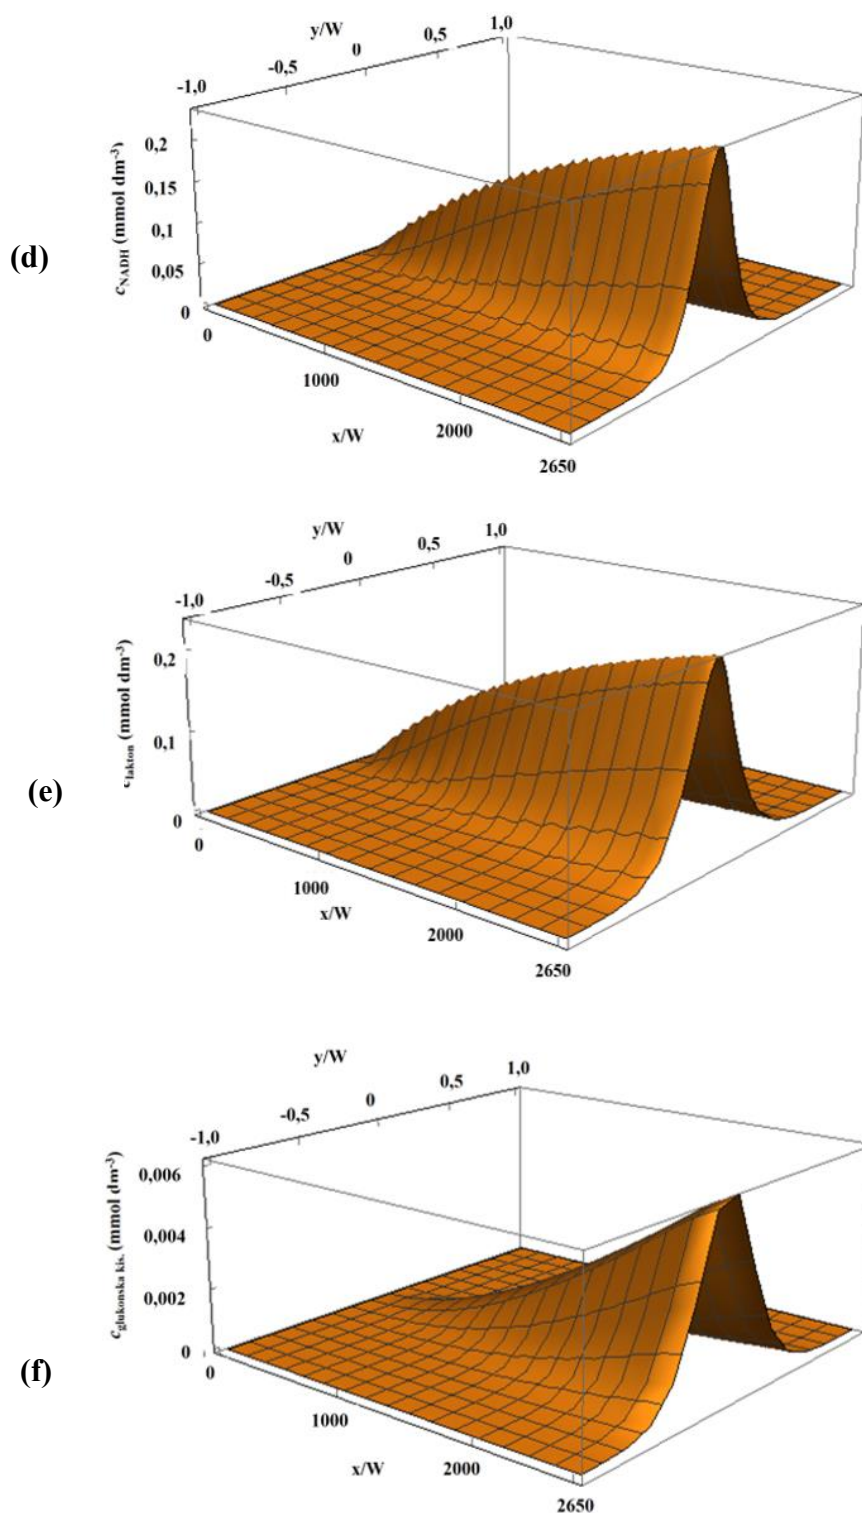 y/W
-1,0 -0,5 0 0,5 1,0
(d)
c NADH (mmol dm-3)
0,2
0,15
0,1
0,05
0
0 1000 2000 2650
x/W
y/W
-1,0 -0,5 0 0,5 1,0
(e)
c lakton (mmol dm-3)
0,2
0,1
0
0 1000 2000 2650
x/W
y/W
-1,0 -0,5 0 0,5 1,0
(f)
c glukonska kis. (mmol dm-3)
0,006
0,004
0,002
0
0 1000 2000 2650
x/W